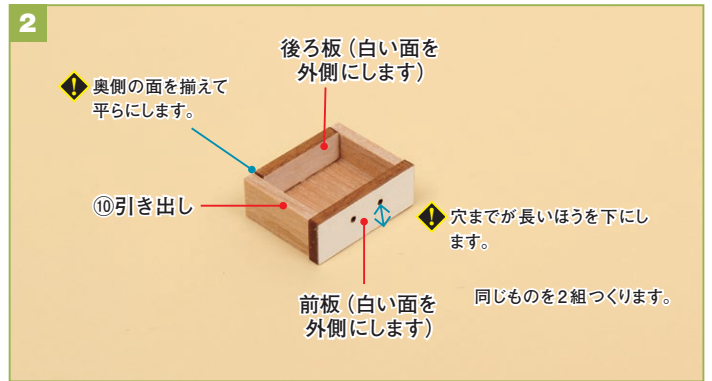 2
後ろ板（白い面を
外側にします）
奥側の面を揃えて
平らにします。
⑩引き出し
穴までが長いほうを下にし
ます。
前板（白い面を
外側にします）
同じものを2組つくります。